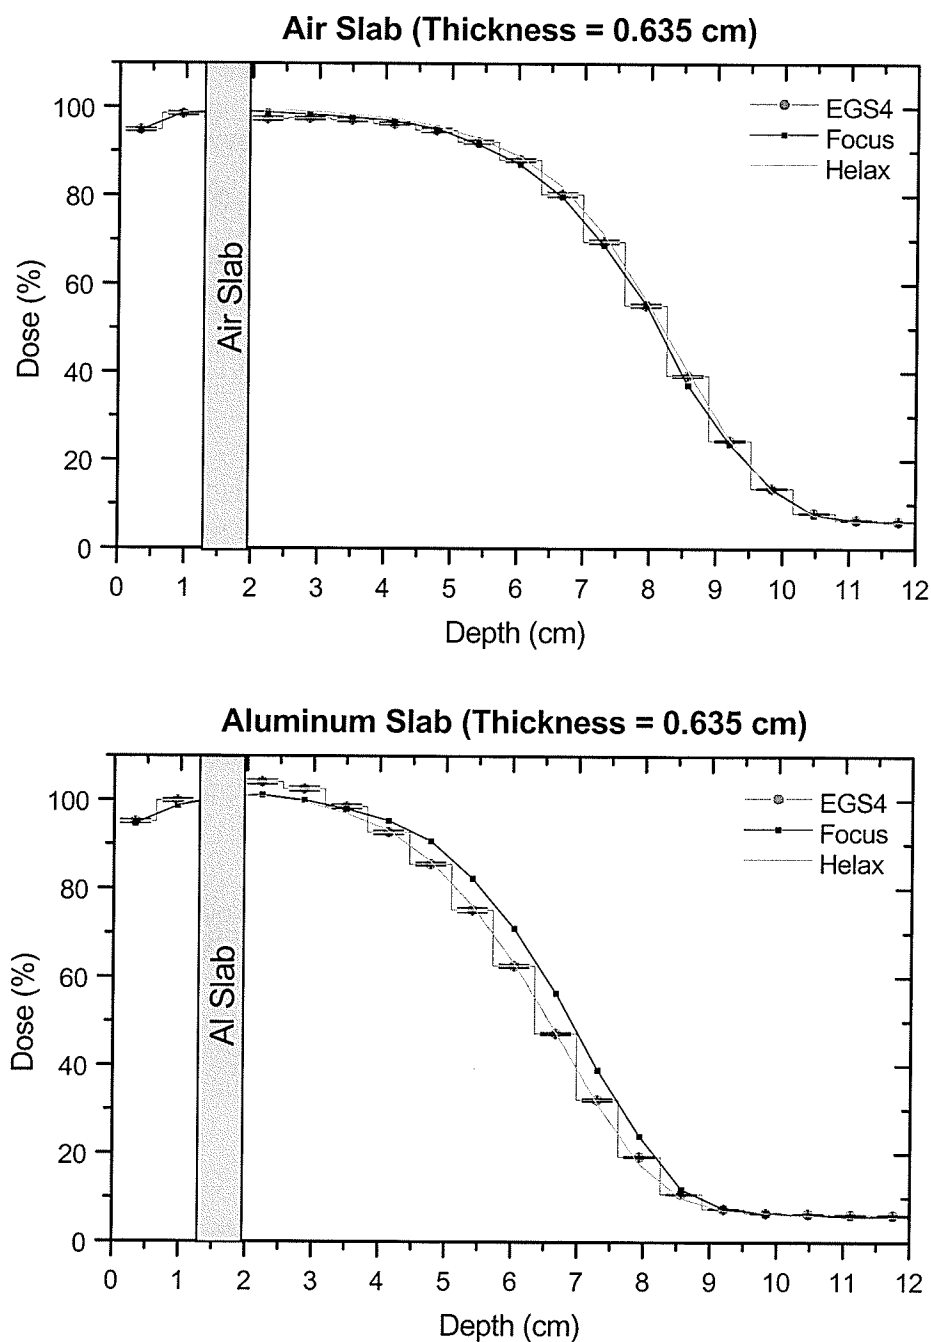 Air Slab (Thickness = 0.635 cm)
100
80
60
40
20
0
Dose (%)
Air Slab
EGS4
Focus
Helax
0 1 2 3 4 5 6 7 8 9 10 11 12
Depth (cm)
Aluminum Slab (Thickness = 0.635 cm)
100
80
60
40
20
0
Dose (%)
Al Slab
EGS4
Focus
Helax
0 1 2 3 4 5 6 7 8 9 10 11 12
Depth (cm)